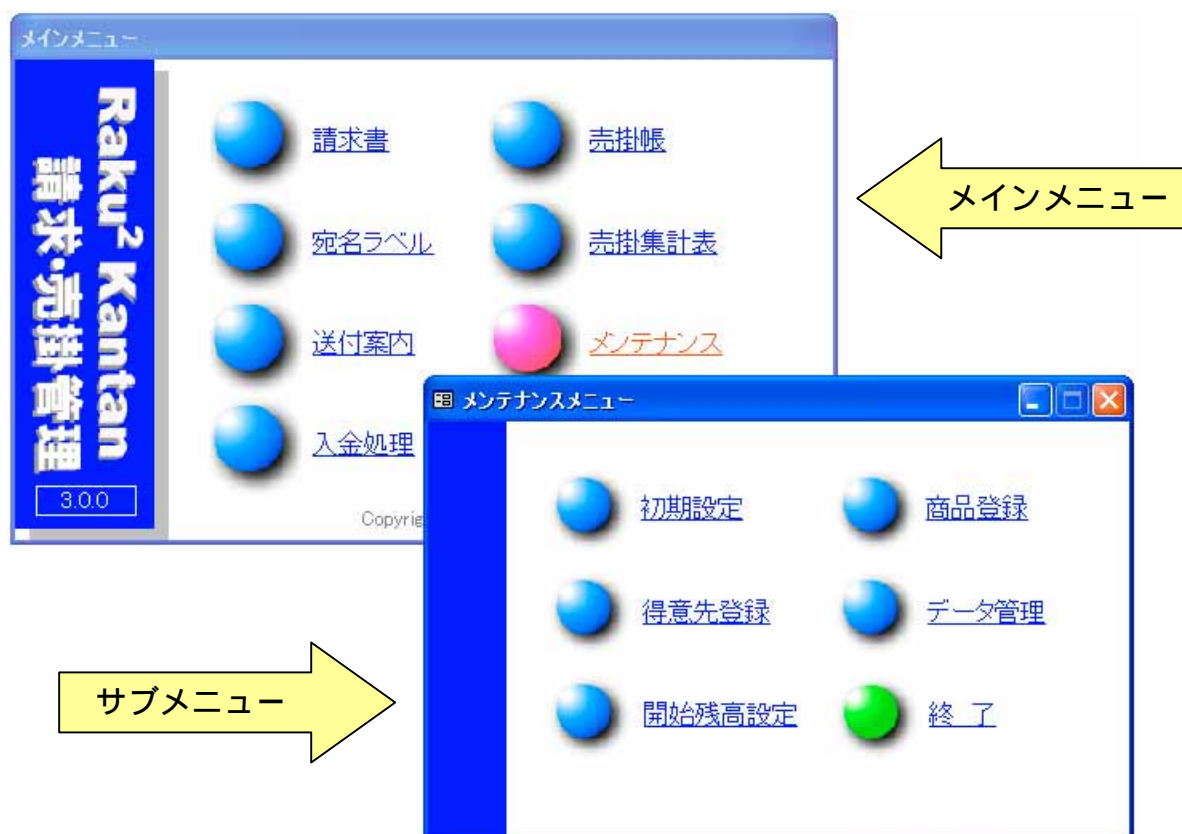 メインメニュー
Raku² Kantan
請求・売掛管理
3.0.0
請求書
売掛帳
宛名ラベル
売掛集計表
送付案内
メンテナンス
入金処理
メインメニュー
メンテナンスメニュー
初期設定
商品登録
得意先登録
データ管理
開始残高設定
終 了
サブメニュー